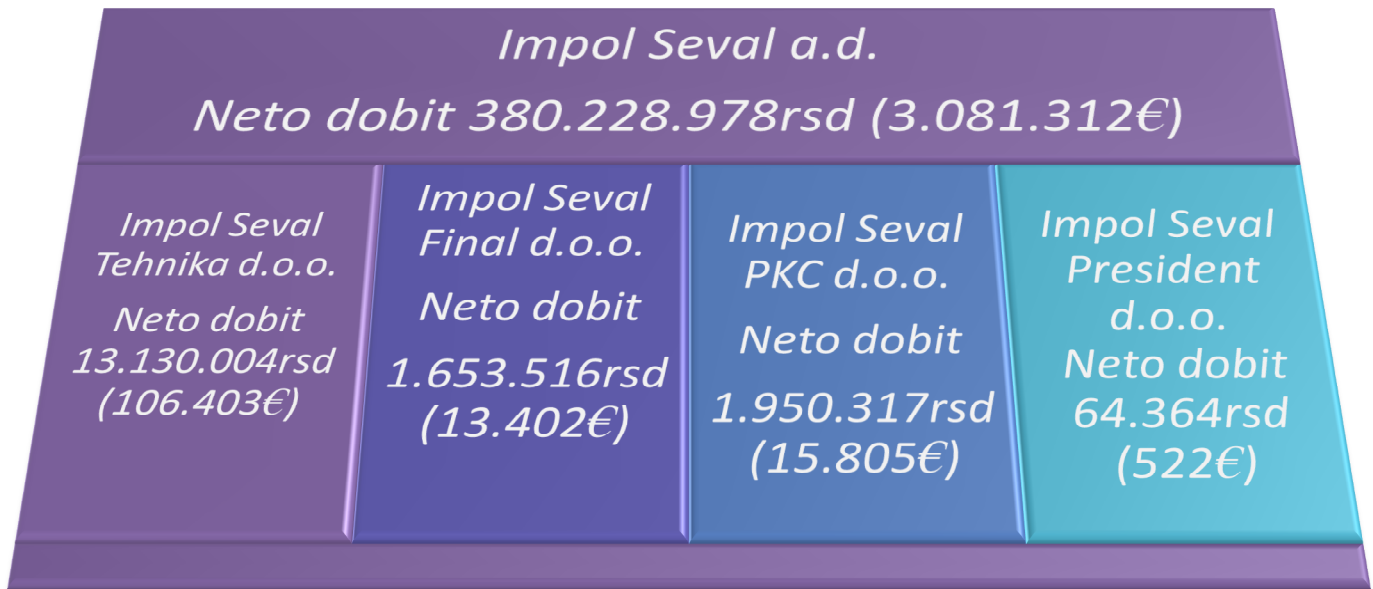 Impol Seval a.d.
Neto dobit 380.228.978rsd (3.081.312€)
Impol Seval
Tehnika d.o.o.
Neto dobit
13.130.004rsd
(106.403€)
Impol Seval
Final d.o.o.
Neto dobit
1.653.516rsd
(13.402€)
Impol Seval
PKC d.o.o.
Neto dobit
1.950.317rsd
(15.805€)
Impol Seval
President
d.o.o.
Neto dobit
64.364rsd
(522€)